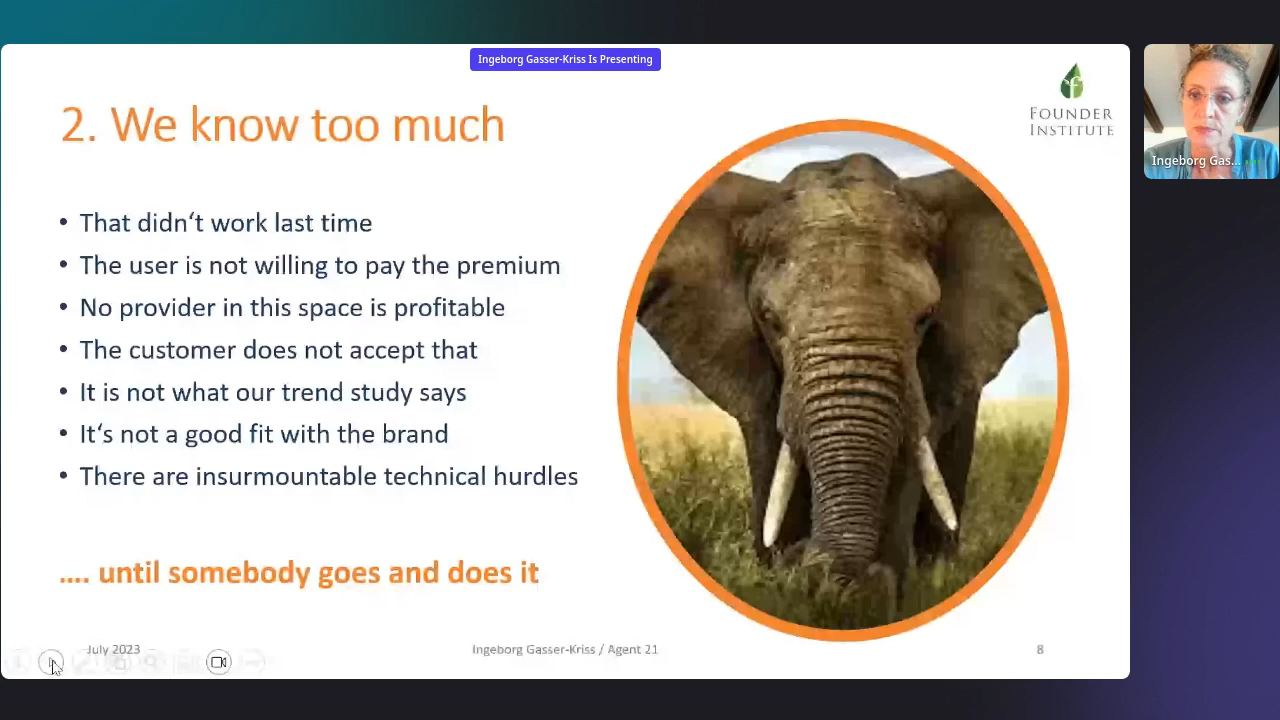 Ingeborg Gasser-Kriss Is Presenting
FOUNDER
INSTITUTE
2. We know too much
• That didn‘t work last time
• The user is not willing to pay the premium
• No provider in this space is profitable
• The customer does not accept that
• It is not what our trend study says
• It‘s not a good fit with the brand
• There are insurmountable technical hurdles
.... until somebody goes and does it
July 2023
Ingeborg Gasser-Kriss / Agent 21
8
Ingeborg Gas...